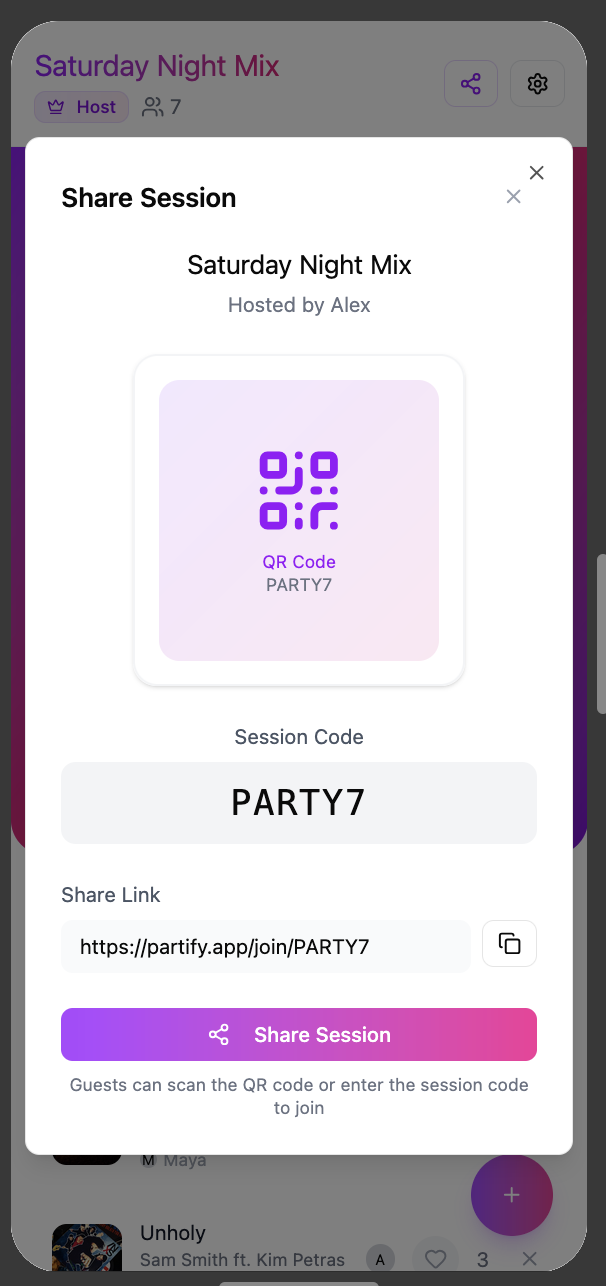 Saturday Night Mix
Host 7
Share Session
Saturday Night Mix
Hosted by Alex
QR Code
PARTY7
Session Code
PARTY7
Share Link
https://partify.app/join/PARTY7
Share Session
Guests can scan the QR code or enter the session code
to join
M Maya
Unholy
Sam Smith ft. Kim Petras A 3